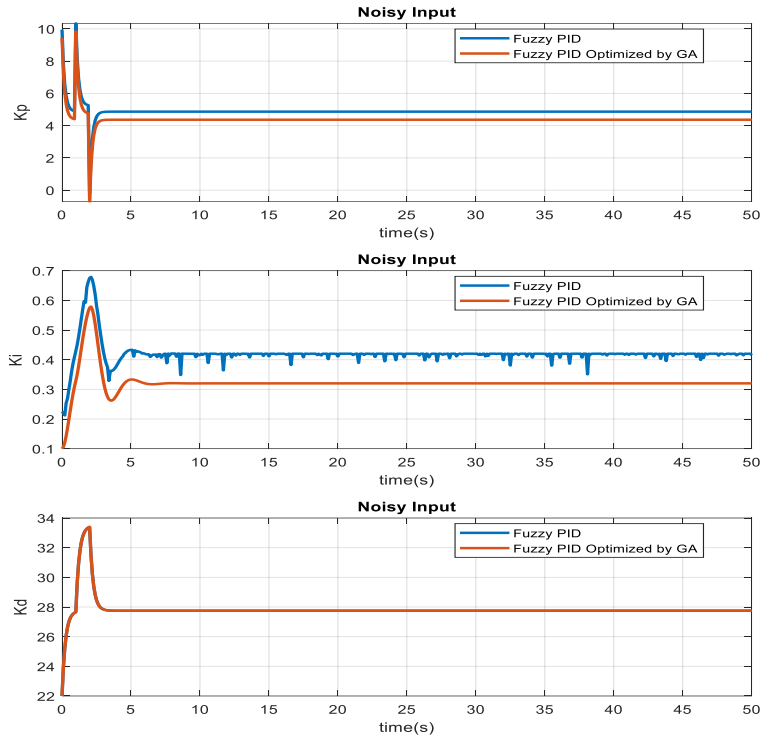 Noisy Input
Fuzzy PID
Fuzzy PID Optimized by GA
10
8
6
4
2
0
Kp
0 5 10 15 20 25 30 35 40 45 50
time(s)
Noisy Input
Fuzzy PID
Fuzzy PID Optimized by GA
0.7
0.6
0.5
0.4
0.3
0.2
0.1
Ki
0 5 10 15 20 25 30 35 40 45 50
time(s)
Noisy Input
Fuzzy PID
Fuzzy PID Optimized by GA
34
32
30
28
26
24
22
Kd
0 5 10 15 20 25 30 35 40 45 50
time(s)